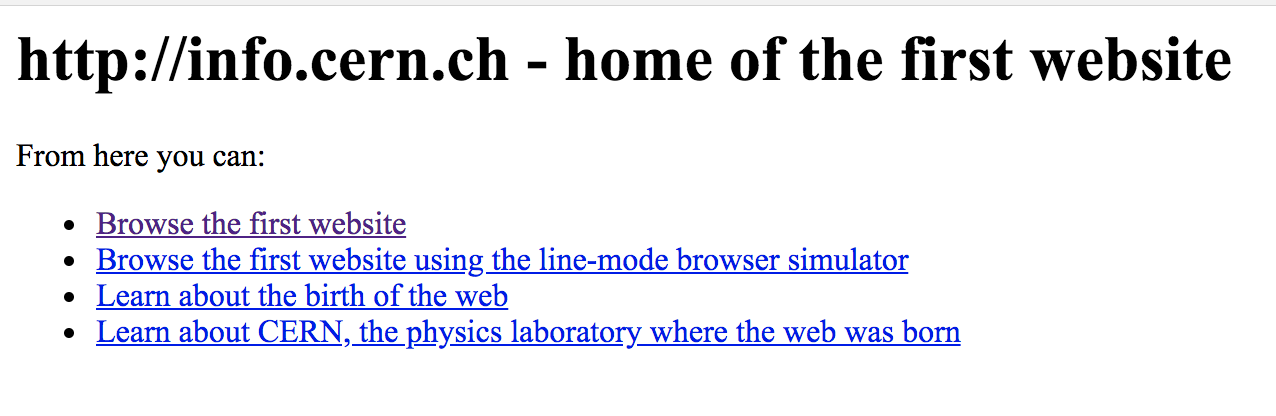 http://info.cern.ch - home of the first website
From here you can:
Browse the first website
Browse the first website using the line-mode browser simulator
Learn about the birth of the web
Learn about CERN, the physics laboratory where the web was born